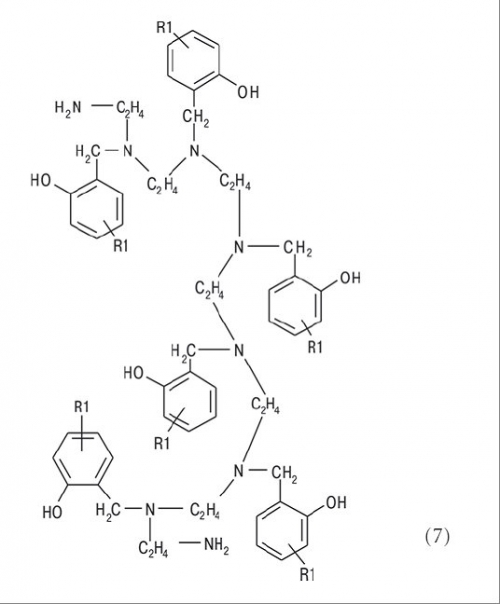 R1
OH
H₂N C₂H₄ CH₂
H₂C N N
HO C₂H₄ C₂H₄
R1
N CH₂
C₂H₄ OH
H₂C N R1
HO
R1 C₂H₄
R1
N CH₂
HO H₂C N C₂H₄ OH
C₂H₄ NH₂ (7)
R1